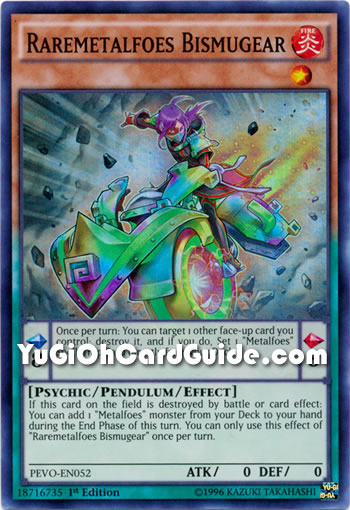 RAREMETALFOES BISMUGEAR
FIRE
炎
Once per turn: You can target 1 other face-up card you
control; destroy it, and if you do, Set 1 "Metalfoes"
YuGiOhCardGuide.com
[PSYCHIC/PENDULUM/EFFECT]
If this card on the field is destroyed by battle or card effect:
You can add 1 "Metalfoes" monster from your Deck to your hand
during the End Phase of this turn. You can only use this effect of
"Raremetalfoes Bismugear" once per turn.
PEVO-EN052
ATK/ 0 DEF/ 0
18716735 1st Edition
©1996 KAZUKI TAKAHASHI